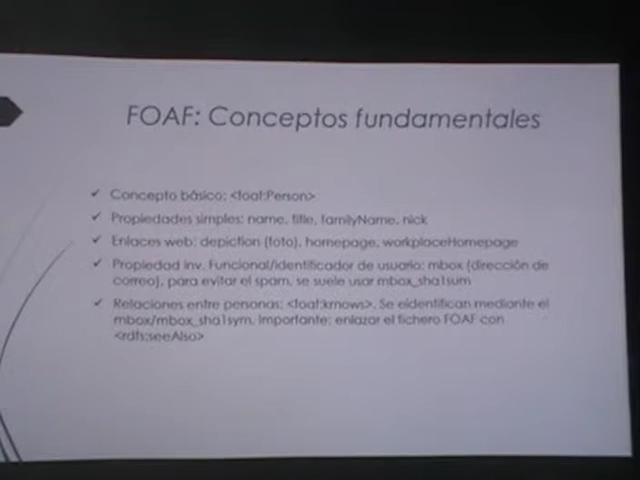 FOAF: Conceptos fundamentales
Concepto básico: <foaf:Person>
Propiedades simples: name, title, familyName, nick
Enlaces web: depiction (foto), homepage, workplaceHomepage
Propiedad inv. Funcional/identificador de usuario: mbox (dirección de
correo), para evitar el spam, se suele usar mbox_sha1sum
Relaciones entre personas: <foaf:knows>. Se eidentifican mediante el
mbox/mbox_sha1sym. Importante: enlazar el fichero FOAF con
<rdfs:seeAlso>